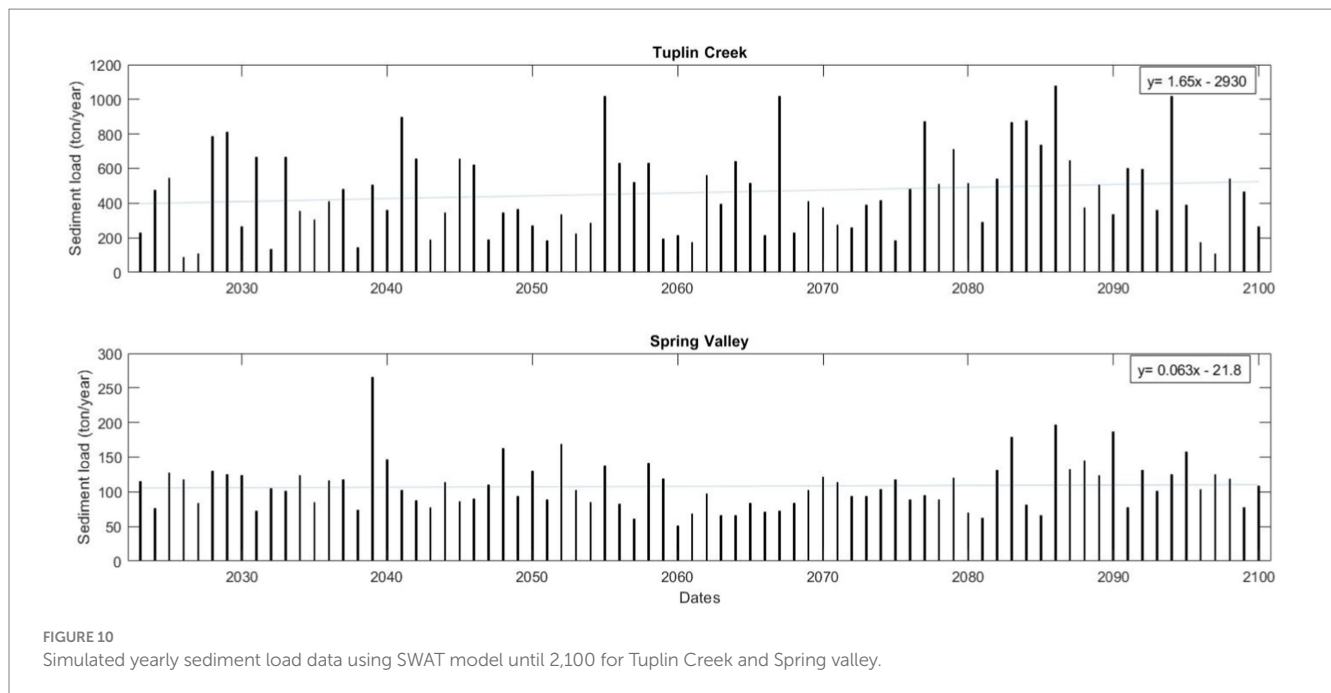 Tuplin Creek
y= 1.65x - 2930
Sediment load (ton/year)
1200
1000
800
600
400
200
0
2030 2040 2050 2060 2070 2080 2090 2100
Spring Valley
y= 0.063x - 21.8
Sediment load (ton/year)
300
250
200
150
100
50
0
2030 2040 2050 2060 2070 2080 2090 2100
Dates
FIGURE 10
Simulated yearly sediment load data using SWAT model until 2,100 for Tuplin Creek and Spring valley.